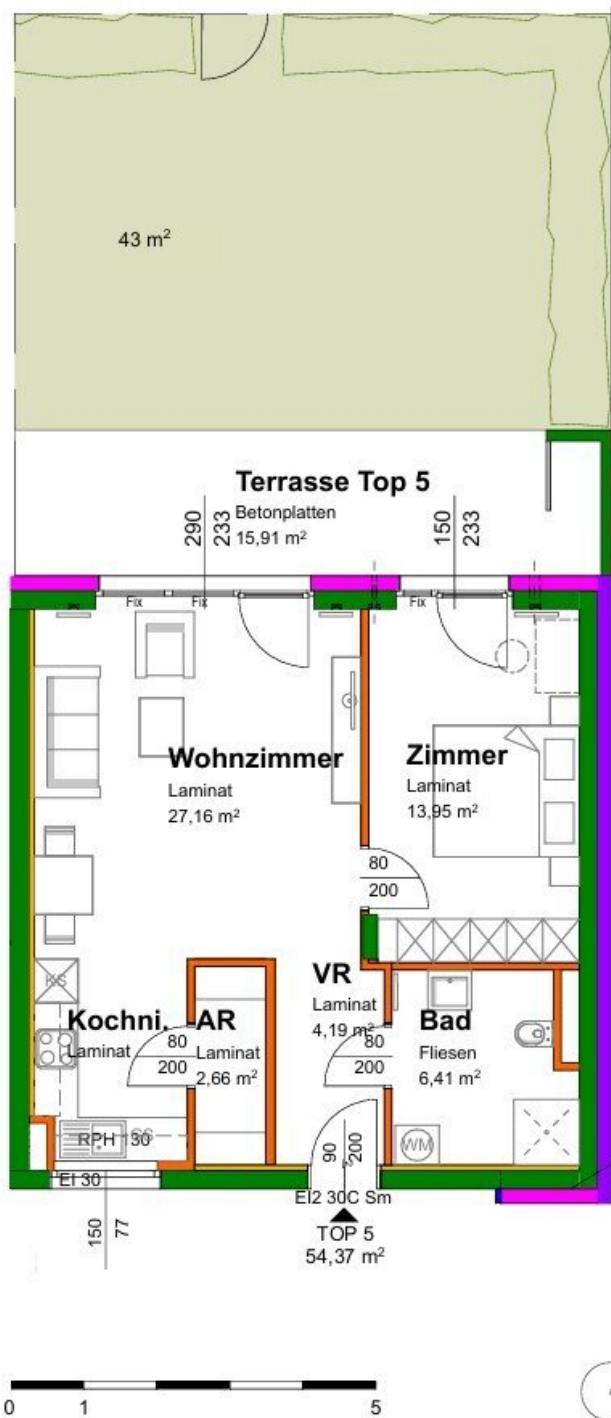 43 m²
Terrasse Top 5
Betonplatten
15,91 m²
290
233
150
233
Fix
Fix
Fix
Wohnzimmer
Laminat
27,16 m²
Zimmer
Laminat
13,95 m²
80
200
KS
Kochni.
Laminat
AR
Laminat
2,66 m²
80
200
VR
Laminat
4,19 m²
80
200
Bad
Fliesen
6,41 m²
RPH 130
GS
WM
90
200
EI 30
EI2 30C Sm
150
77
TOP 5
54,37 m²
0
1
5